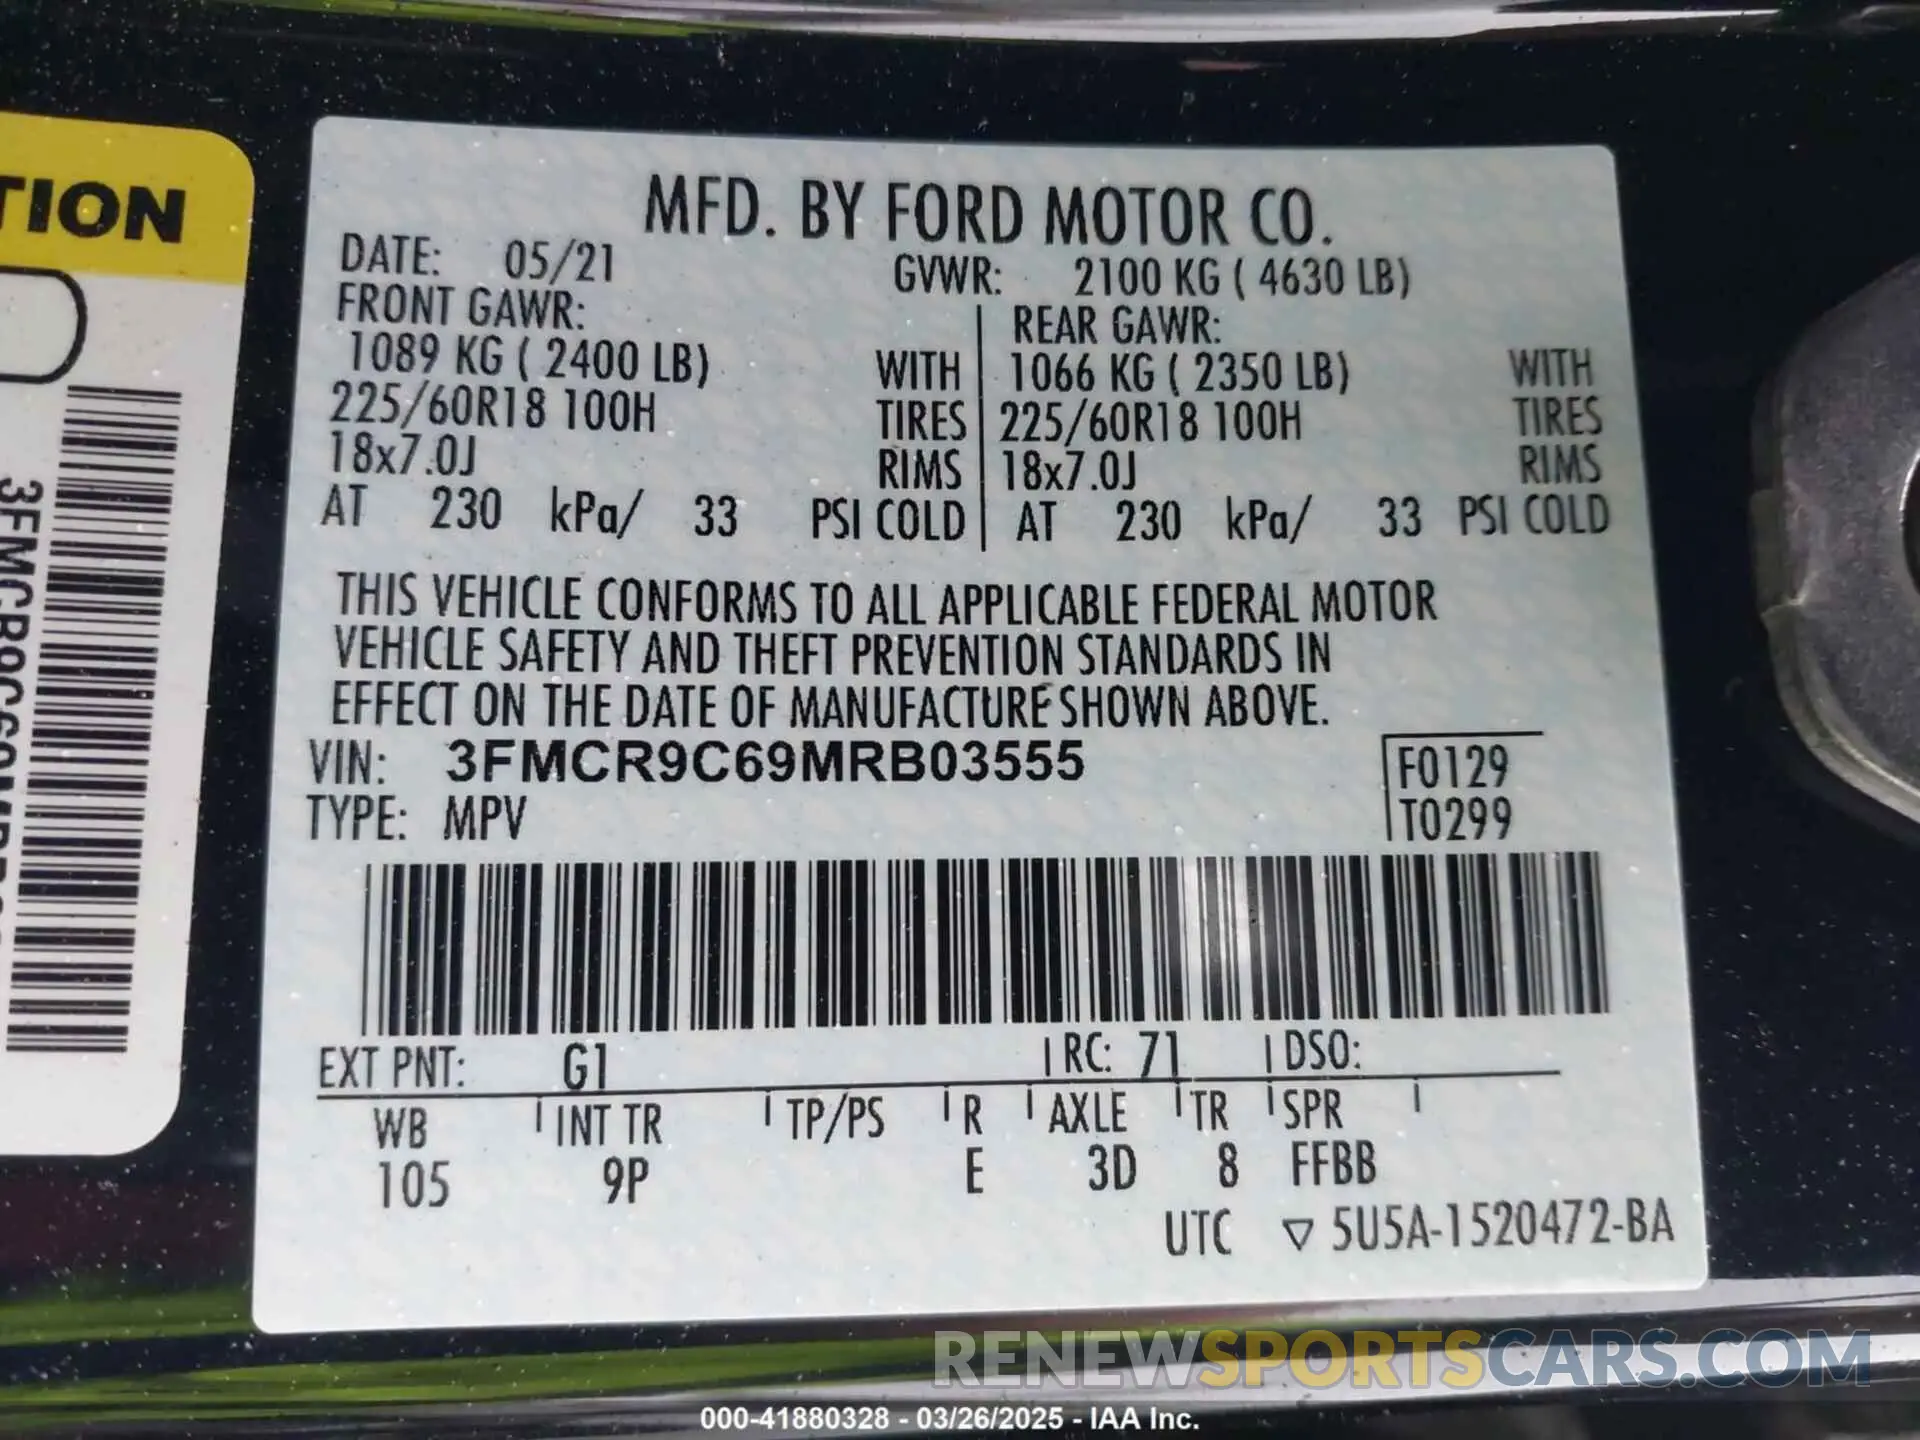 TION
3FMCR9C69MRB0
MFD. BY FORD MOTOR CO.
DATE: 05/21 GVWR: 2100 KG ( 4630 LB)
FRONT GAWR: REAR GAWR:
1089 KG ( 2400 LB) WITH 1066 KG ( 2350 LB) WITH
225/60R18 100H TIRES 225/60R18 100H TIRES
18x7.0J RIMS 18x7.0J RIMS
AT 230 kPa/ 33 PSI COLD AT 230 kPa/ 33 PSI COLD
THIS VEHICLE CONFORMS TO ALL APPLICABLE FEDERAL MOTOR
VEHICLE SAFETY AND THEFT PREVENTION STANDARDS IN
EFFECT ON THE DATE OF MANUFACTURE SHOWN ABOVE.
VIN: 3FMCR9C69MRB03555 F0129
TYPE: MPV T0299
EXT PNT: G1 RC: 71 DSO:
WB INT TR TP/PS R AXLE TR SPR
105 9P E 3D 8 FFBB
UTC ▽ 5U5A-1520472-BA
RENEWSPORTSCARS.COM
000-41880328 - 03/26/2025 - IAA Inc.